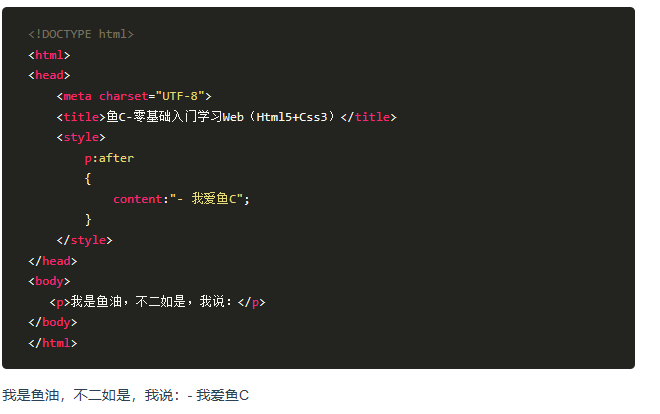 <!DOCTYPE html>
<html>
<head>
    <meta charset="UTF-8">
    <title>鱼C-零基础入门学习Web（Html5+Css3）</title>
    <style>
        p:after
        {
            content:"- 我爱鱼C";
        }
    </style>
</head>
<body>
   <p>我是鱼油，不二如是，我说：</p>
</body>
</html>
我是鱼油，不二如是，我说：- 我爱鱼C